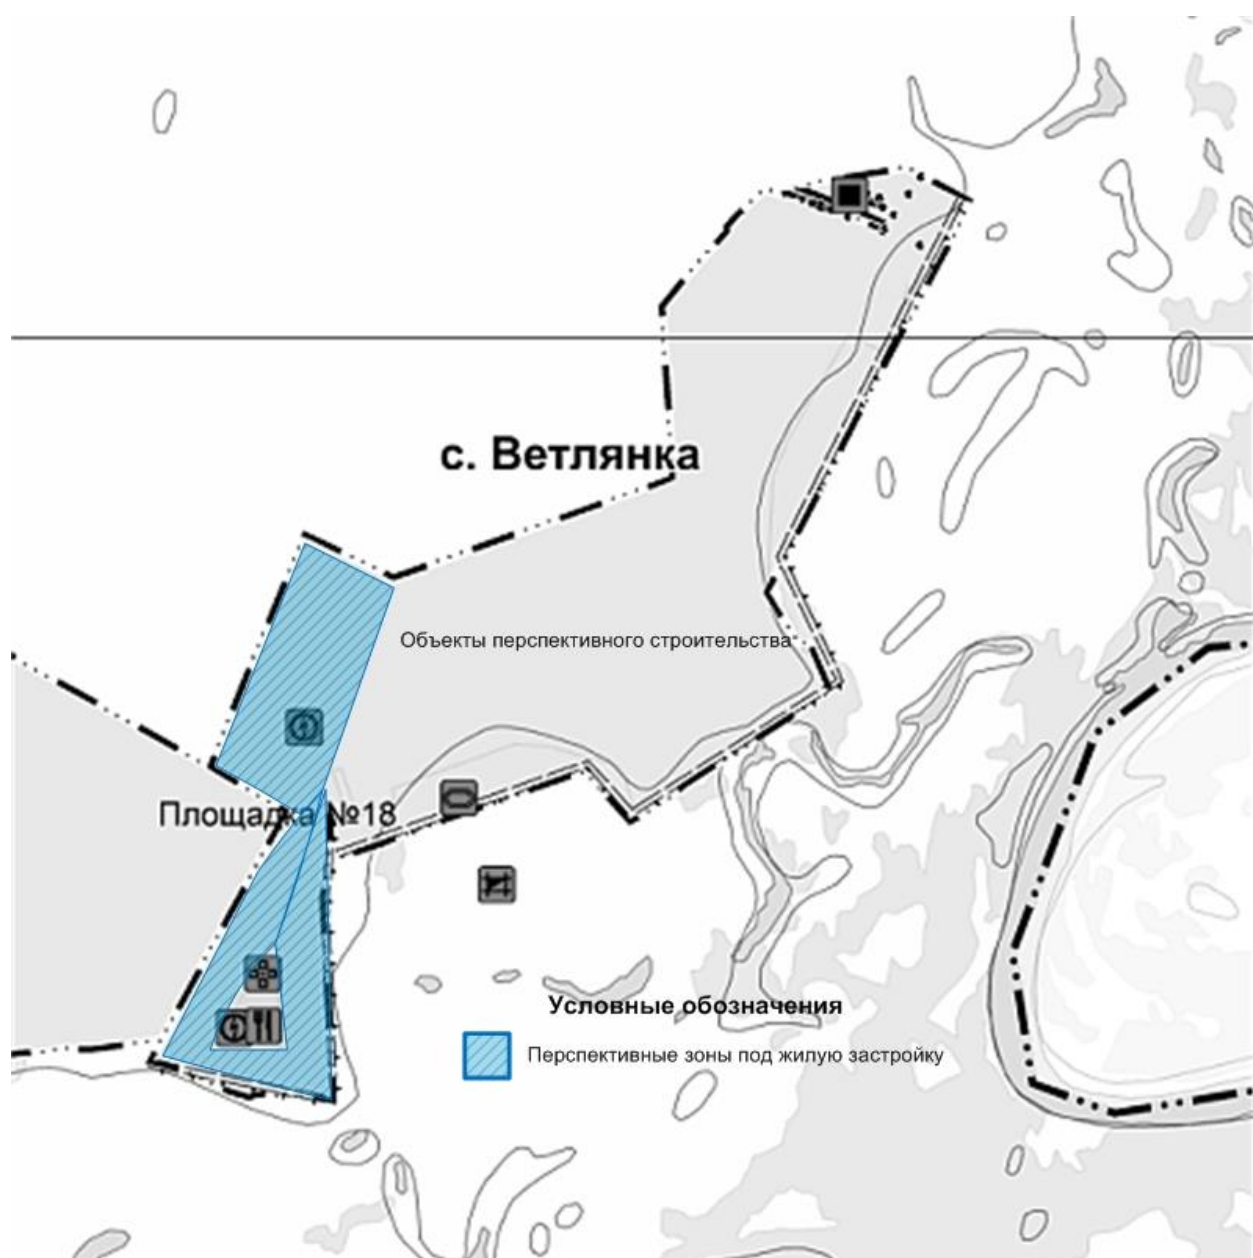 с. Ветлянка
Объекты перспективного строительства
Площадка №18
Условные обозначения
Перспективные зоны под жилую застройку